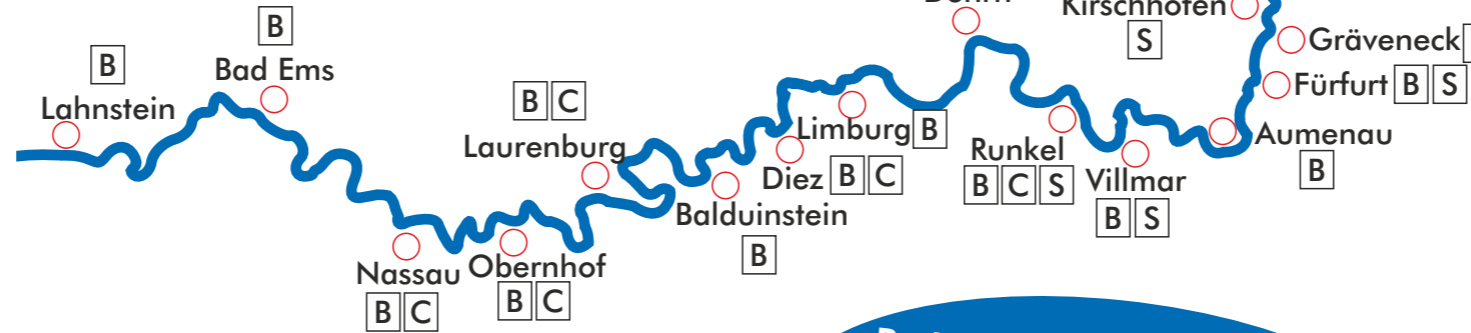 B
Lahnstein
B
Bad Ems
B C
Laurenburg
Nassau
B C
Obernhof
B C
Balduinstein
B
Diez B C
Limburg B
Kirschhofen
S
Runkel
B C S
Villmar
B S
Gräveneck
Fürfurt B S
Aumenau
B